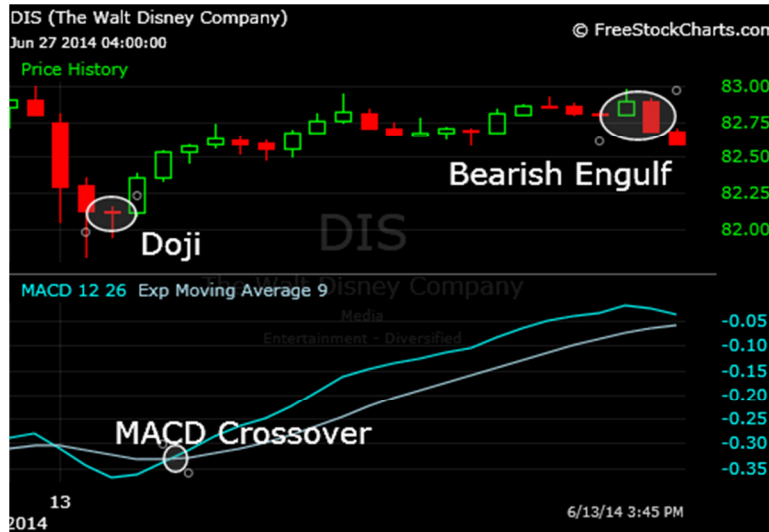 DIS (The Walt Disney Company)
Jun 27 2014 04:00:00
© FreeStockCharts.com
Price History
83.00
82.75
82.50
82.25
82.00
Bearish Engulf
Doji
DIS
The Walt Disney Company
Media
Entertainment - Diversified
MACD 12 26 Exp Moving Average 9
-0.05
-0.10
-0.15
-0.20
-0.25
-0.30
-0.35
MACD Crossover
13
2014
6/13/14 3:45 PM